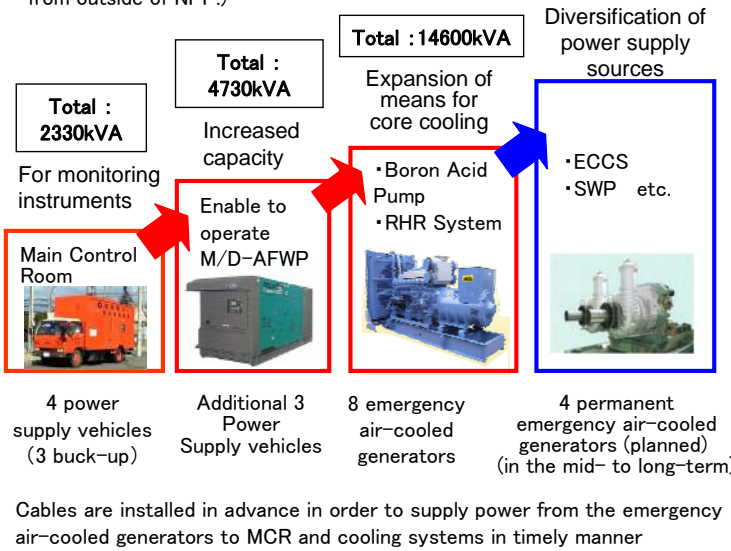 from outside of NPP.)
Total :
2330kVA
For monitoring
instruments
Main Control
Room
4 power
supply vehicles
(3 buck-up)
Total :
4730kVA
Increased
capacity
Enable to
operate
M/D-AFWP
Additional 3
Power
Supply vehicles
Total :14600kVA
Expansion of
means for
core cooling
・Boron Acid
Pump
・RHR System
8 emergency
air-cooled
generators
Diversification of
power supply
sources
・ECCS
・SWP etc.
4 permanent
emergency air-cooled
generators (planned)
(in the mid- to long-term)
Cables are installed in advance in order to supply power from the emergency
air-cooled generators to MCR and cooling systems in timely manner